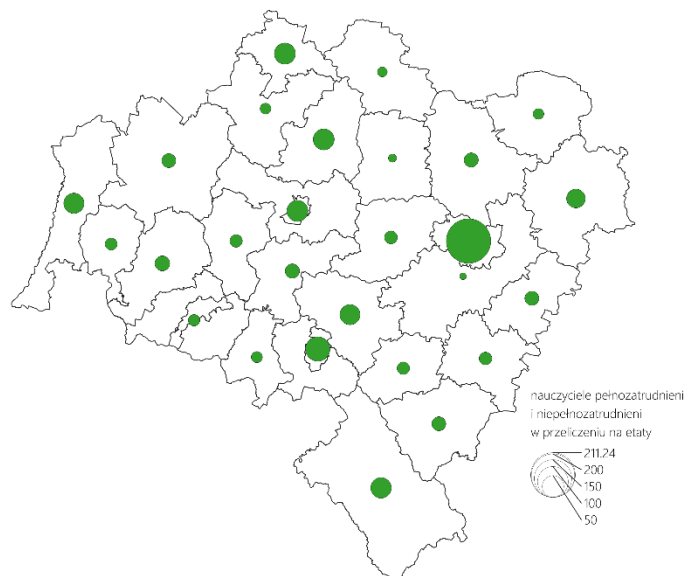 nauczyciele pełnozatrudnieni
i niepełnozatrudnieni
w przeliczeniu na etaty
211.24
200
150
100
50